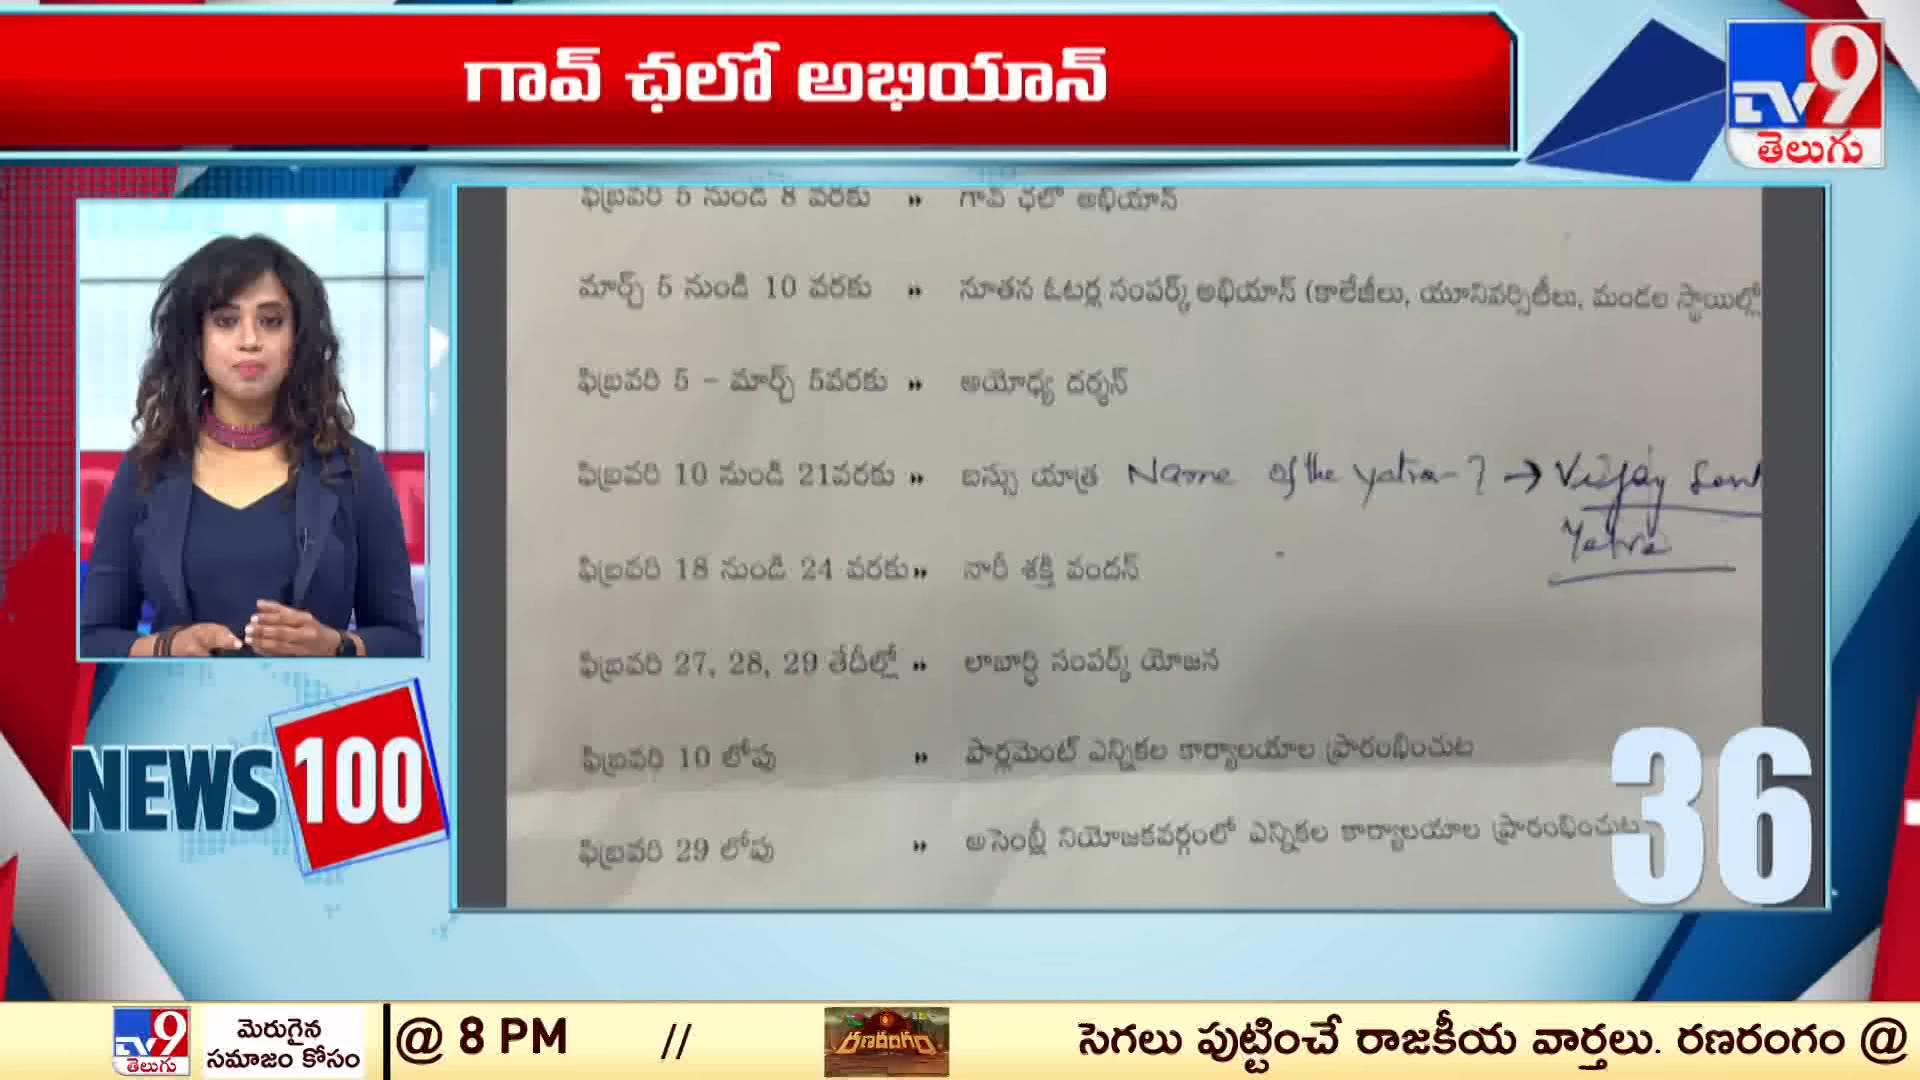 గావ్ ఛలో అభియాన్
TV9
తెలుగు
ఫిబ్రవరి 5 నుండి 8 వరకు » గావ్ ఛలో అభియాన్
మార్చ్ 5 నుండి 10 వరకు » నూతన ఓటర్ల సంపర్క్ అభియాన్ (కాలేజీలు, యూనివర్సిటీలు, మండల స్థాయిల్లో
ఫిబ్రవరి 5 - మార్చ్ 5వరకు » అయోధ్య దర్శన్
ఫిబ్రవరి 10 నుండి 21వరకు » బస్సు యాత్ర Name of the Yatra-? → Vijay
Yatra
ఫిబ్రవరి 18 నుండి 24 వరకు » నారీ శక్తి వందన్
ఫిబ్రవరి 27, 28, 29 తేదీల్లో » లాబార్థి సంపర్క్ యోజన
ఫిబ్రవరి 10 లోపు » పార్లమెంట్ ఎన్నికల కార్యాలయాల ప్రారంభించుట
ఫిబ్రవరి 29 లోపు » అసెంబ్లీ నియోజకవర్గంలో ఎన్నికల కార్యాలయాల ప్రారంభించుట
NEWS 100
36
TV9
తెలుగు
మెరుగైన
సమాజం కోసం
@ 8 PM // రణరంగం సెగలు పుట్టించే రాజకీయ వార్తలు. రణరంగం @